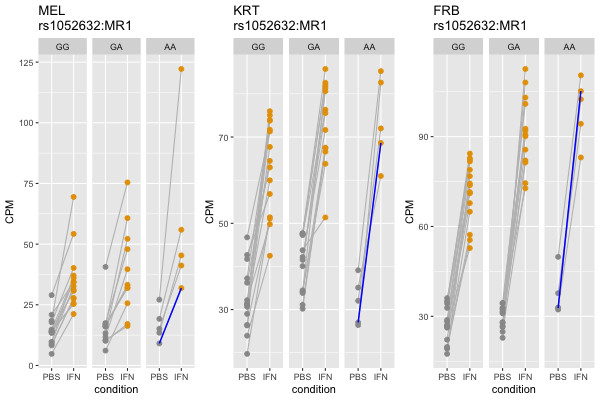 MEL
rs1052632:MR1
GG GA AA
125
100
75
50
25
0
CPM
PBS IFN PBS IFN PBS IFN
condition
KRT
rs1052632:MR1
GG GA AA
70
50
30
CPM
PBS IFN PBS IFN PBS IFN
condition
FRB
rs1052632:MR1
GG GA AA
90
60
30
CPM
PBS IFN PBS IFN PBS IFN
condition